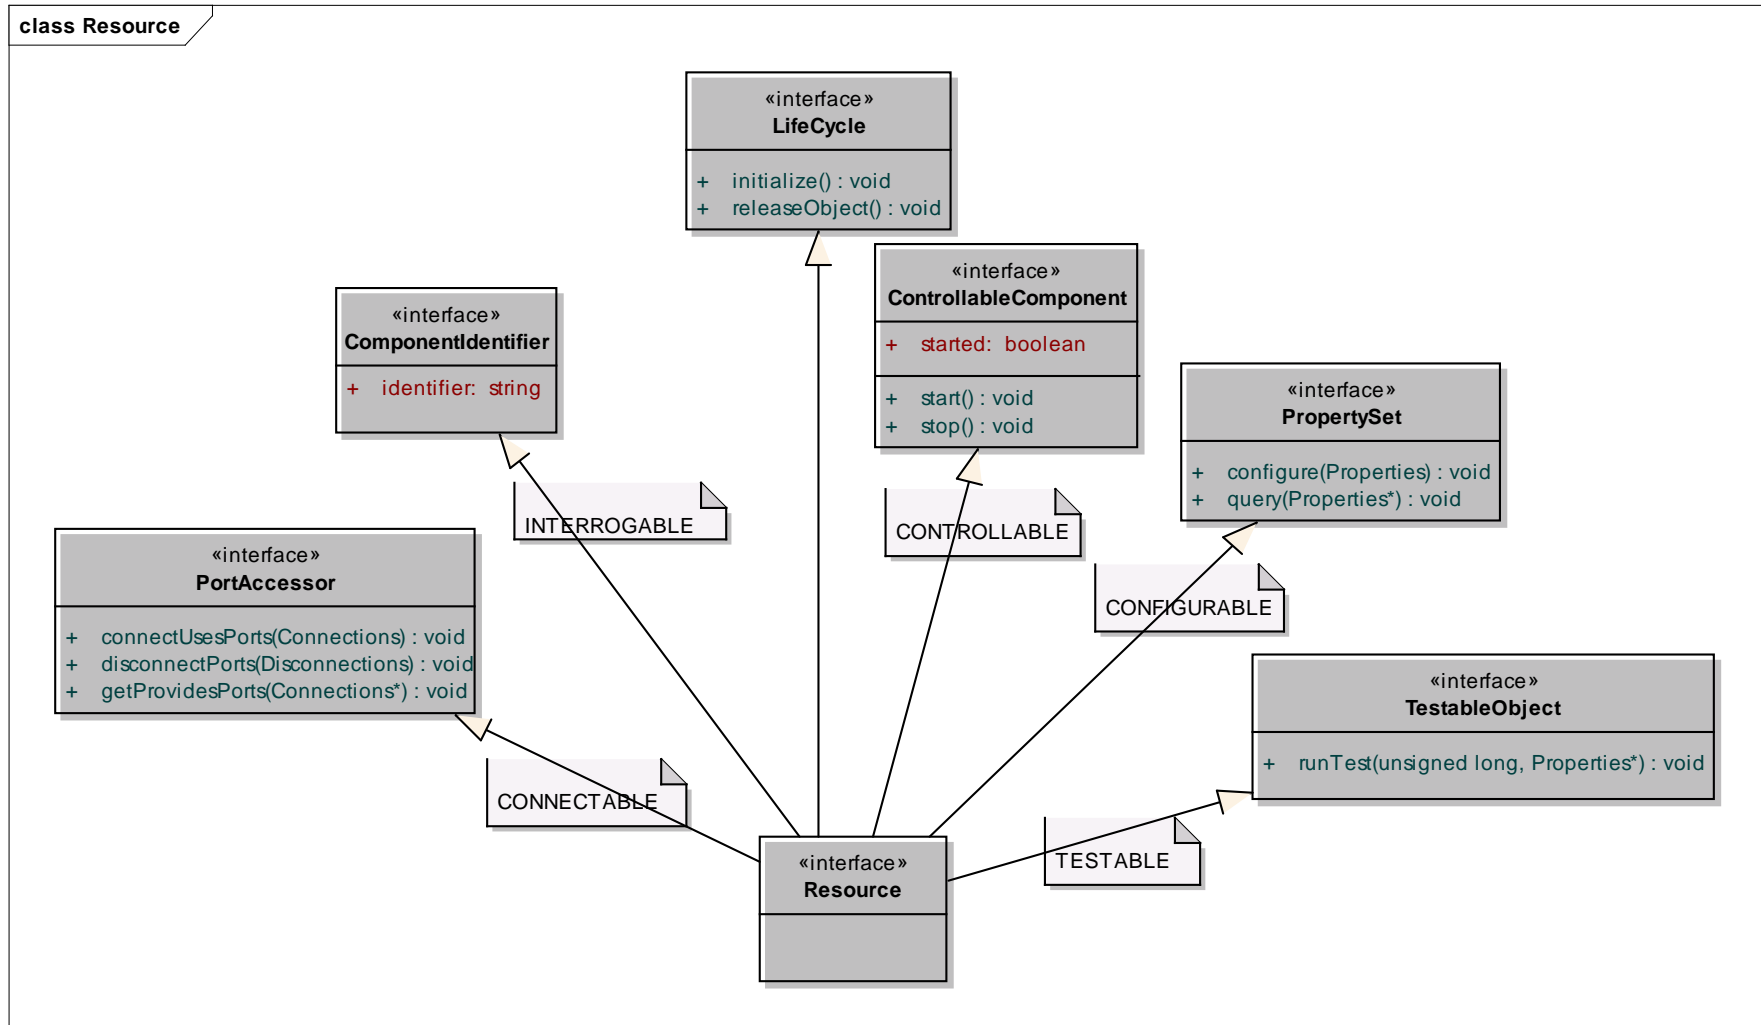 class Resource
«interface»
LifeCycle
+ initialize() : void
+ releaseObject() : void
«interface»
ControllableComponent
+ started: boolean
+ start() : void
+ stop() : void
«interface»
ComponentIdentifier
+ identifier: string
«interface»
PropertySet
+ configure(Properties) : void
+ query(Properties*) : void
INTERROGABLE
CONTROLLABLE
«interface»
PortAccessor
+ connectUsesPorts(Connections) : void
+ disconnectPorts(Disconnections) : void
+ getProvidesPorts(Connections*) : void
CONFIGURABLE
«interface»
TestableObject
+ runTest(unsigned long, Properties*) : void
CONNECTABLE
TESTABLE
«interface»
Resource